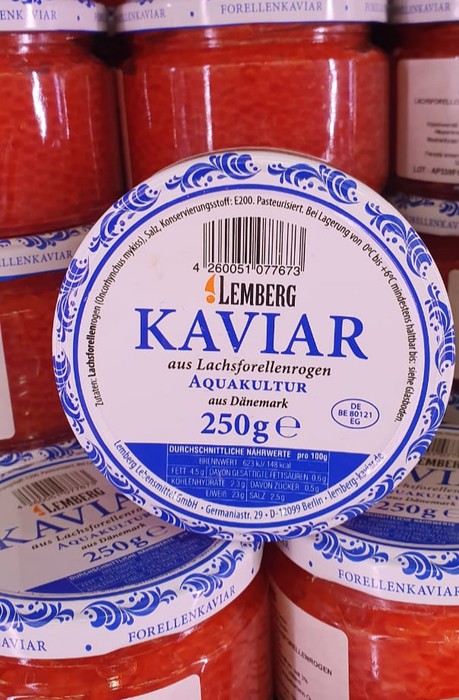 FORELLENKAVIAR
FORELLENKAVIAR
Zutaten: Lachsforellenrogen (Oncorhynchus mykiss), Salz, Konservierungsstoff: E200. Pasteurisiert. Bei Lagerung von 0°C bis +6°C mindestens haltbar bis: siehe Glasboden.
4 260051 077673
LEMBERG
KAVIAR
aus Lachsforellenrogen
AQUAKULTUR
aus Dänemark
250g e
DE
BE 80121
EG
DURCHSCHNITTLICHE NÄHRWERTE pro 100g
BRENNWERT 623 kJ/ 148 kcal
FETT 4.5g DAVON GESÄTTIGTE FETTSÄUREN 0.6g
KOHLENHYDRATE 2.3g DAVON ZUCKER 0.5g
EIWEIß 23g SALZ 2.5g
Lemberg Lebensmittel GmbH • Germaniastr. 29 • D-12099 Berlin • lemberg-kaviar.de
FORELLENKAVIAR
KAVIAR
aus Lachsforellenrogen
AQUAKULTUR
aus Dänemark
250g
FORELLENKAVIAR
FORELLENKAVIAR